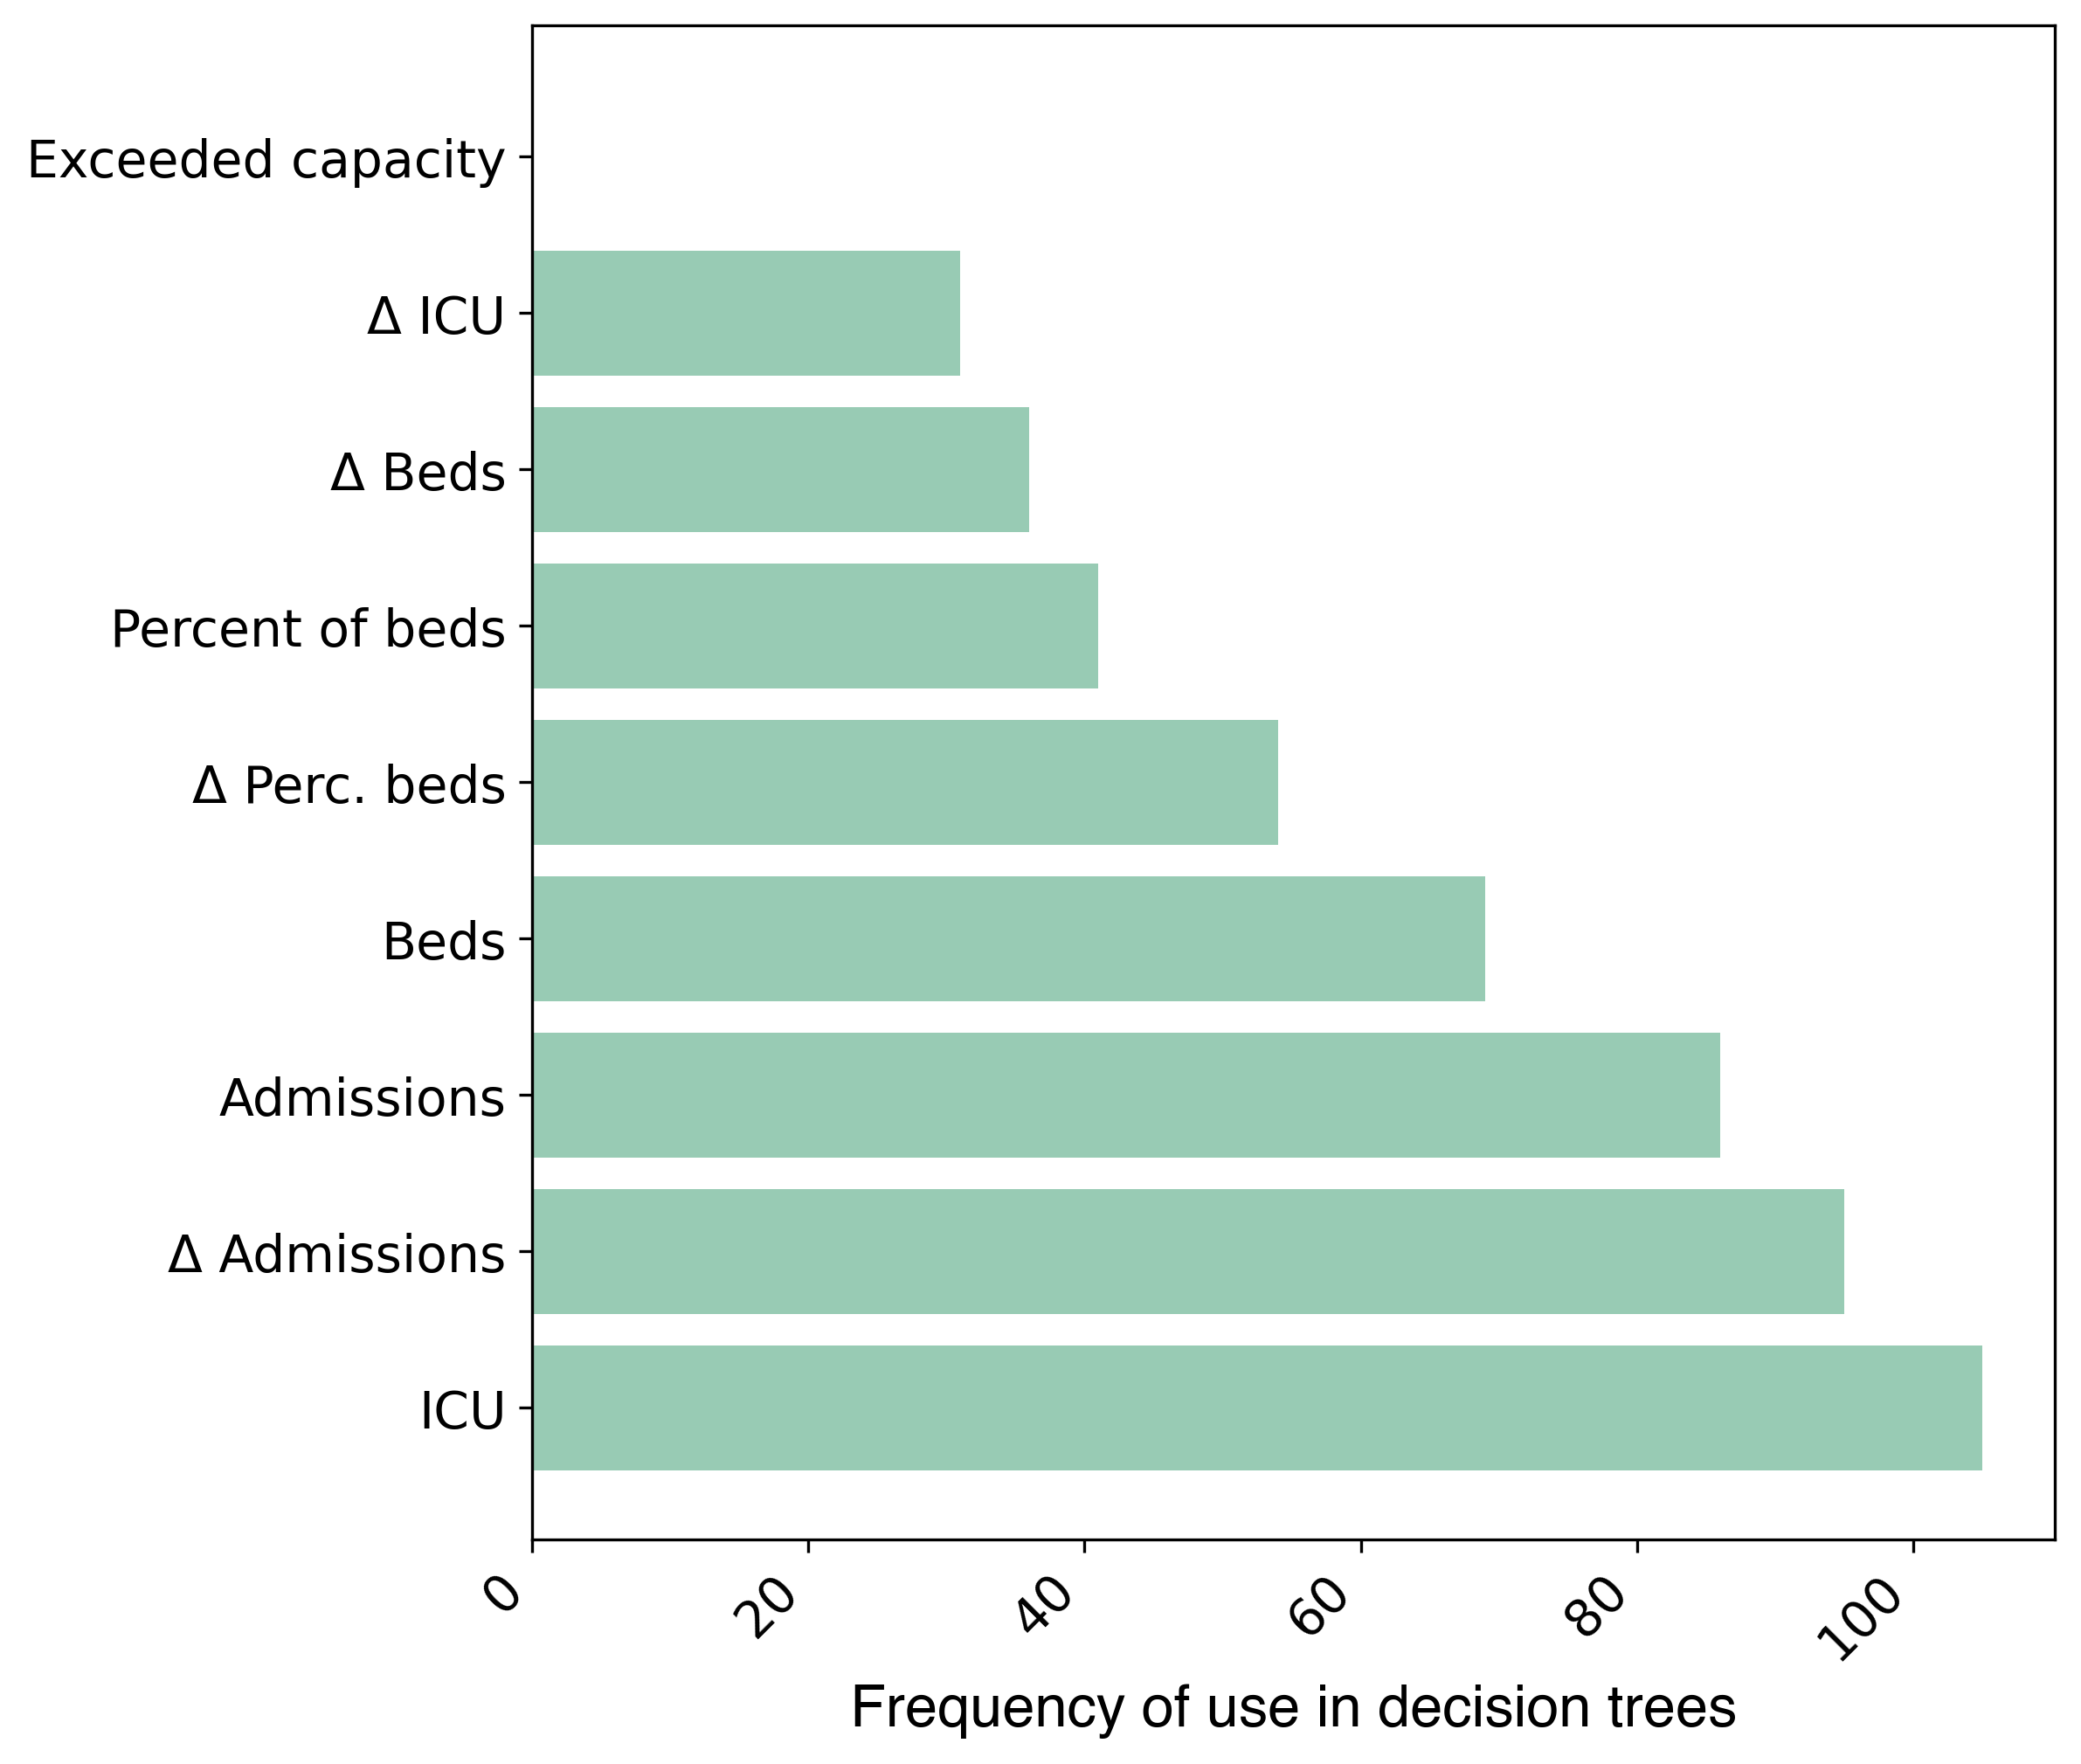 Exceeded capacity
Δ ICU
Δ Beds
Percent of beds
Δ Perc. beds
Beds
Admissions
Δ Admissions
ICU
0 20 40 60 80 100
Frequency of use in decision trees